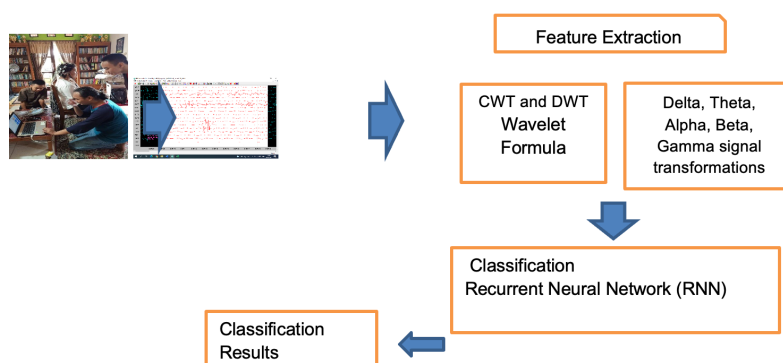 Feature Extraction
CWT and DWT
Wavelet
Formula
Delta, Theta,
Alpha, Beta,
Gamma signal
transformations
Classification
Recurrent Neural Network (RNN)
Classification
Results